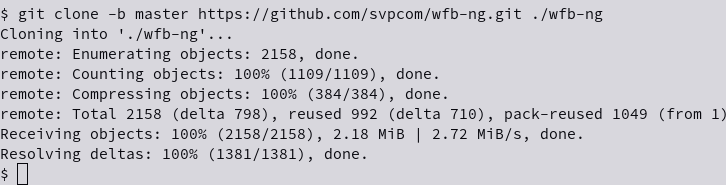 $ git clone -b master https://github.com/svpcom/wfb-ng.git ./wfb-ng
Cloning into './wfb-ng'...
remote: Enumerating objects: 2158, done.
remote: Counting objects: 100% (1109/1109), done.
remote: Compressing objects: 100% (384/384), done.
remote: Total 2158 (delta 798), reused 992 (delta 710), pack-reused 1049 (from 1)
Receiving objects: 100% (2158/2158), 2.18 MiB | 2.72 MiB/s, done.
Resolving deltas: 100% (1381/1381), done.
$